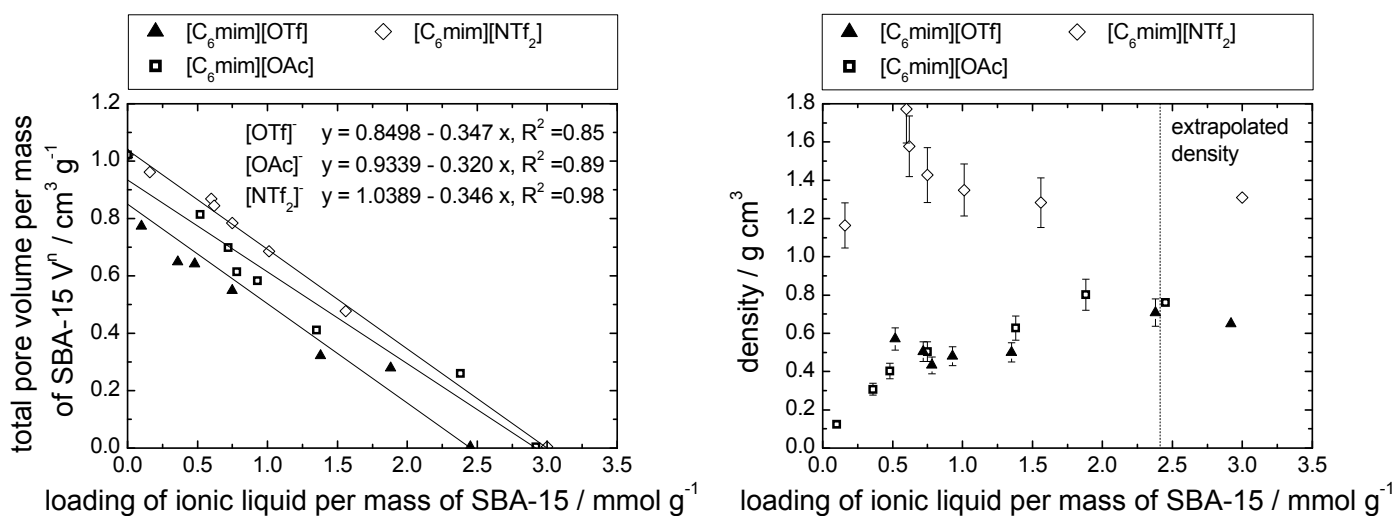 ▲ [C₆mim][OTf] ◇ [C₆mim][NTf₂]
□ [C₆mim][OAc]
[OTf]⁻ y = 0.8498 - 0.347 x, R² =0.85
[OAc]⁻ y = 0.9339 - 0.320 x, R² =0.89
[NTf₂]⁻ y = 1.0389 - 0.346 x, R² =0.98
total pore volume per mass
of SBA-15 Vⁿ / cm³ g⁻¹
1.2
1.0
0.8
0.6
0.4
0.2
0.0
0.0 0.5 1.0 1.5 2.0 2.5 3.0 3.5
loading of ionic liquid per mass of SBA-15 / mmol g⁻¹
▲ [C₆mim][OTf] ◇ [C₆mim][NTf₂]
□ [C₆mim][OAc]
extrapolated
density
density / g cm³
1.8
1.6
1.4
1.2
1.0
0.8
0.6
0.4
0.2
0.0
0.0 0.5 1.0 1.5 2.0 2.5 3.0 3.5
loading of ionic liquid per mass of SBA-15 / mmol g⁻¹